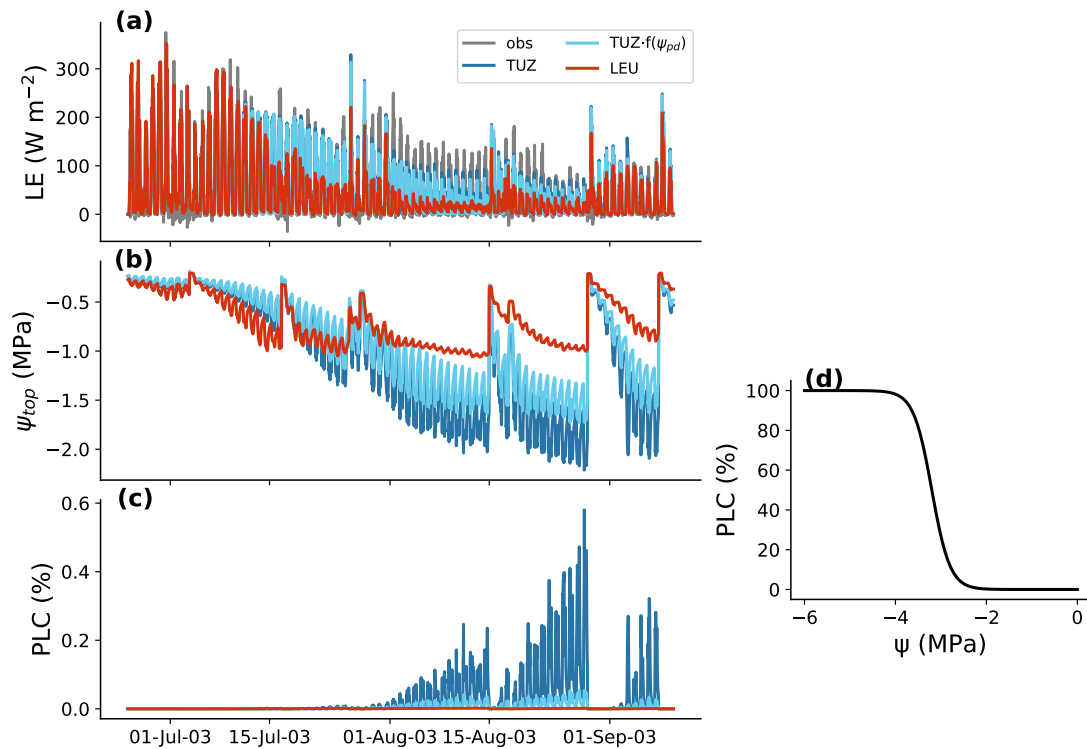 (a)
obs
TUZ
TUZ·f(ψpd)
LEU
LE (W m−2)
300
200
100
0
(b)
ψtop (MPa)
−0.5
−1.0
−1.5
−2.0
(c)
PLC (%)
0.6
0.4
0.2
0.0
01-Jul-03
15-Jul-03
01-Aug-03
15-Aug-03
01-Sep-03
(d)
PLC (%)
100
80
60
40
20
0
−6
−4
−2
0
ψ (MPa)